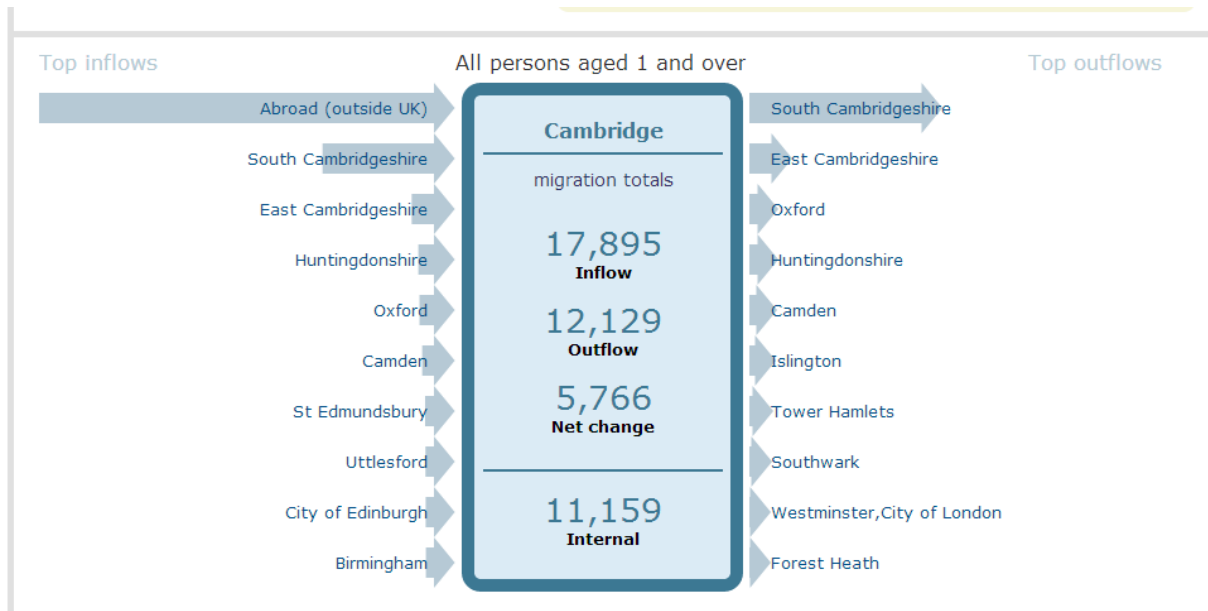 Top inflows
All persons aged 1 and over
Top outflows
Abroad (outside UK)
South Cambridgeshire
East Cambridgeshire
Huntingdonshire
Oxford
Camden
St Edmundsbury
Uttlesford
City of Edinburgh
Birmingham
Cambridge
migration totals
17,895
Inflow
12,129
Outflow
5,766
Net change
11,159
Internal
South Cambridgeshire
East Cambridgeshire
Oxford
Huntingdonshire
Camden
Islington
Tower Hamlets
Southwark
Westminster,City of London
Forest Heath